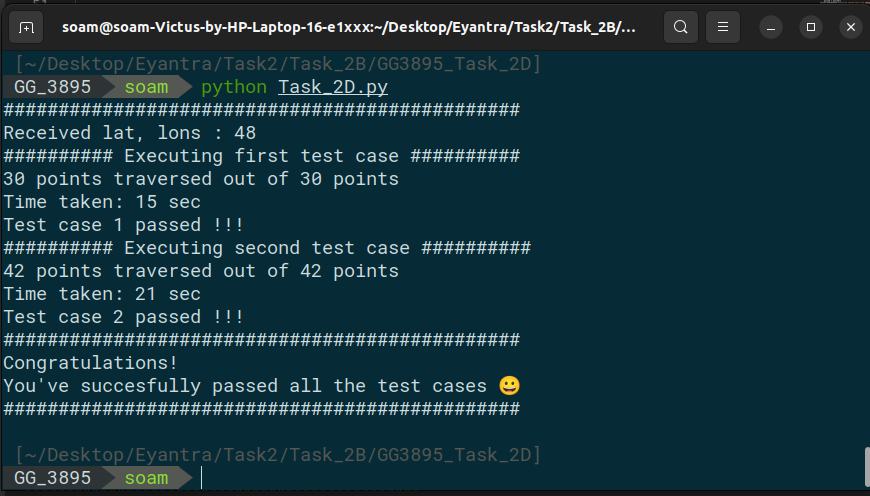 soam@soam-Victus-by-HP-Laptop-16-e1xxx:~/Desktop/Eyantra/Task2/Task_2B/...
[~/Desktop/Eyantra/Task2/Task_2B/GG3895_Task_2D]
GG_3895 soam python Task_2D.py
###############################################
Received lat, lons : 48
########## Executing first test case ##########
30 points traversed out of 30 points
Time taken: 15 sec
Test case 1 passed !!!
########## Executing second test case ##########
42 points traversed out of 42 points
Time taken: 21 sec
Test case 2 passed !!!
###############################################
Congratulations!
You've succesfully passed all the test cases 😀
###############################################
[~/Desktop/Eyantra/Task2/Task_2B/GG3895_Task_2D]
GG_3895 soam